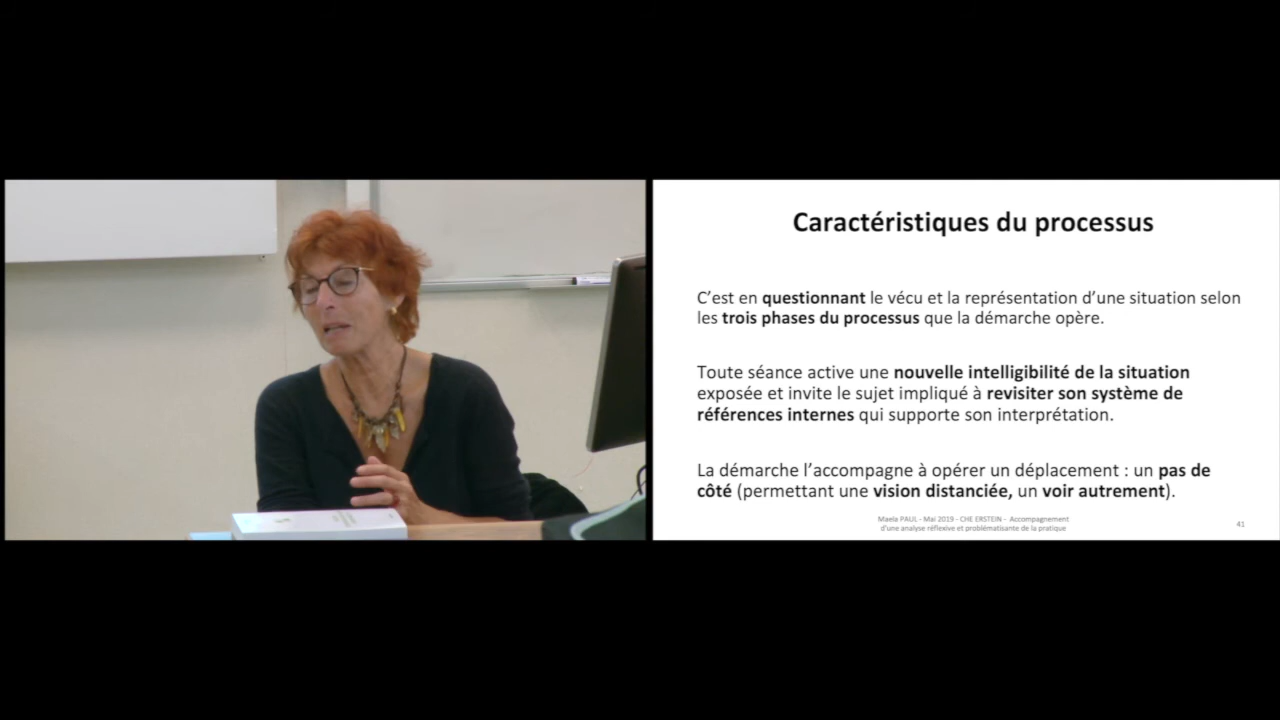 Caractéristiques du processus
C’est en questionnant le vécu et la représentation d’une situation selon
les trois phases du processus que la démarche opère.
Toute séance active une nouvelle intelligibilité de la situation
exposée et invite le sujet impliqué à revisiter son système de
références internes qui supporte son interprétation.
La démarche l’accompagne à opérer un déplacement : un pas de
côté (permettant une vision distanciée, un voir autrement).
Maela PAUL - Mai 2019 - CHE ERSTEIN - Accompagnement
d'une analyse réflexive et problématisante de la pratique
41